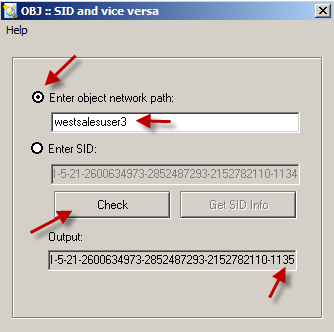 OBJ :: SID and vice versa
Help
Enter object network path:
westsalesuser3
Enter SID:
-5-21-2600634973-2852487293-2152782110-1134
Check
Get SID Info
Output:
-5-21-2600634973-2852487293-2152782110-1135